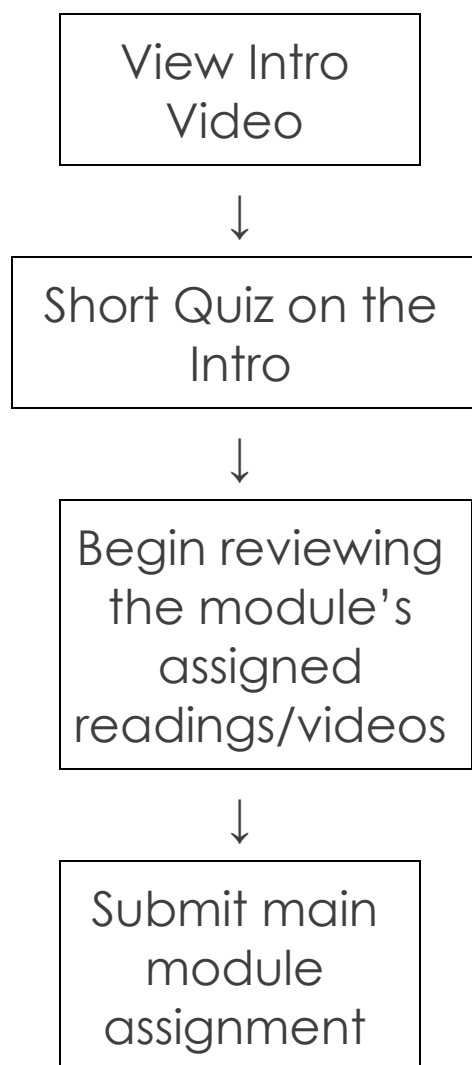 View Intro
Video
↓
Short Quiz on the
Intro
↓
Begin reviewing
the module’s
assigned
readings/videos
↓
Submit main
module
assignment